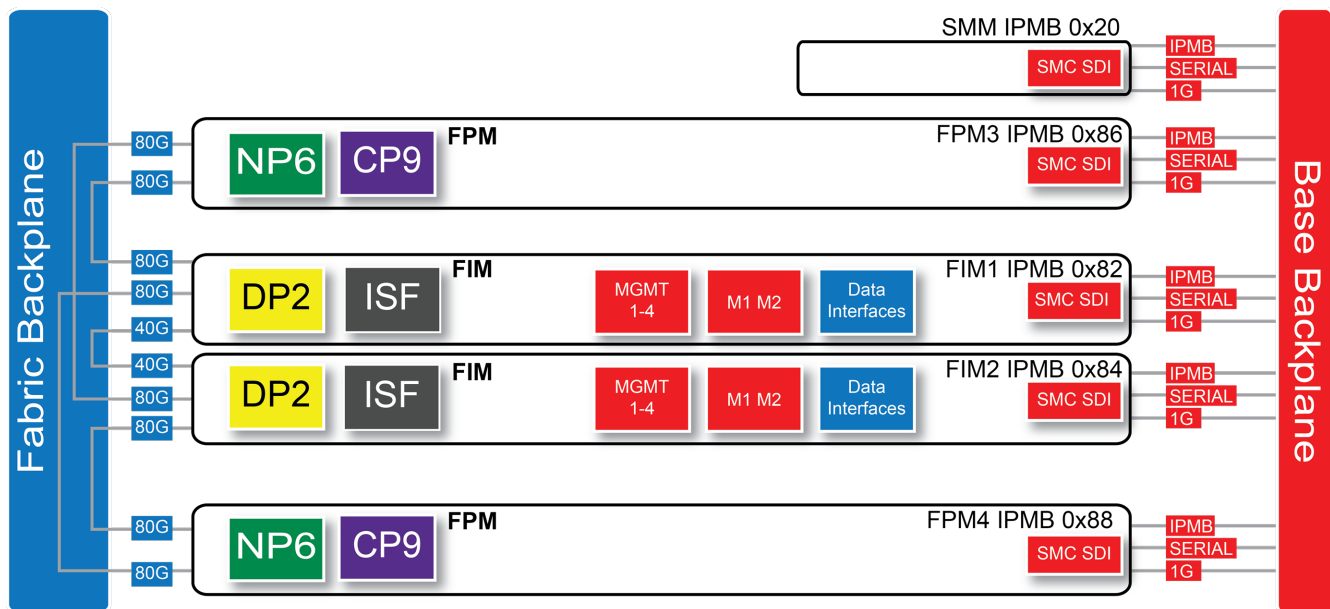 Fabric Backplane
Base Backplane
SMM IPMB 0x20
SMC SDI
IPMB
SERIAL
1G
80G
80G
NP6
CP9
FPM
FPM3 IPMB 0x86
SMC SDI
IPMB
SERIAL
1G
80G
80G
40G
DP2
ISF
FIM
MGMT
1-4
M1 M2
Data
Interfaces
FIM1 IPMB 0x82
SMC SDI
IPMB
SERIAL
1G
40G
80G
80G
DP2
ISF
FIM
MGMT
1-4
M1 M2
Data
Interfaces
FIM2 IPMB 0x84
SMC SDI
IPMB
SERIAL
1G
80G
80G
NP6
CP9
FPM
FPM4 IPMB 0x88
SMC SDI
IPMB
SERIAL
1G